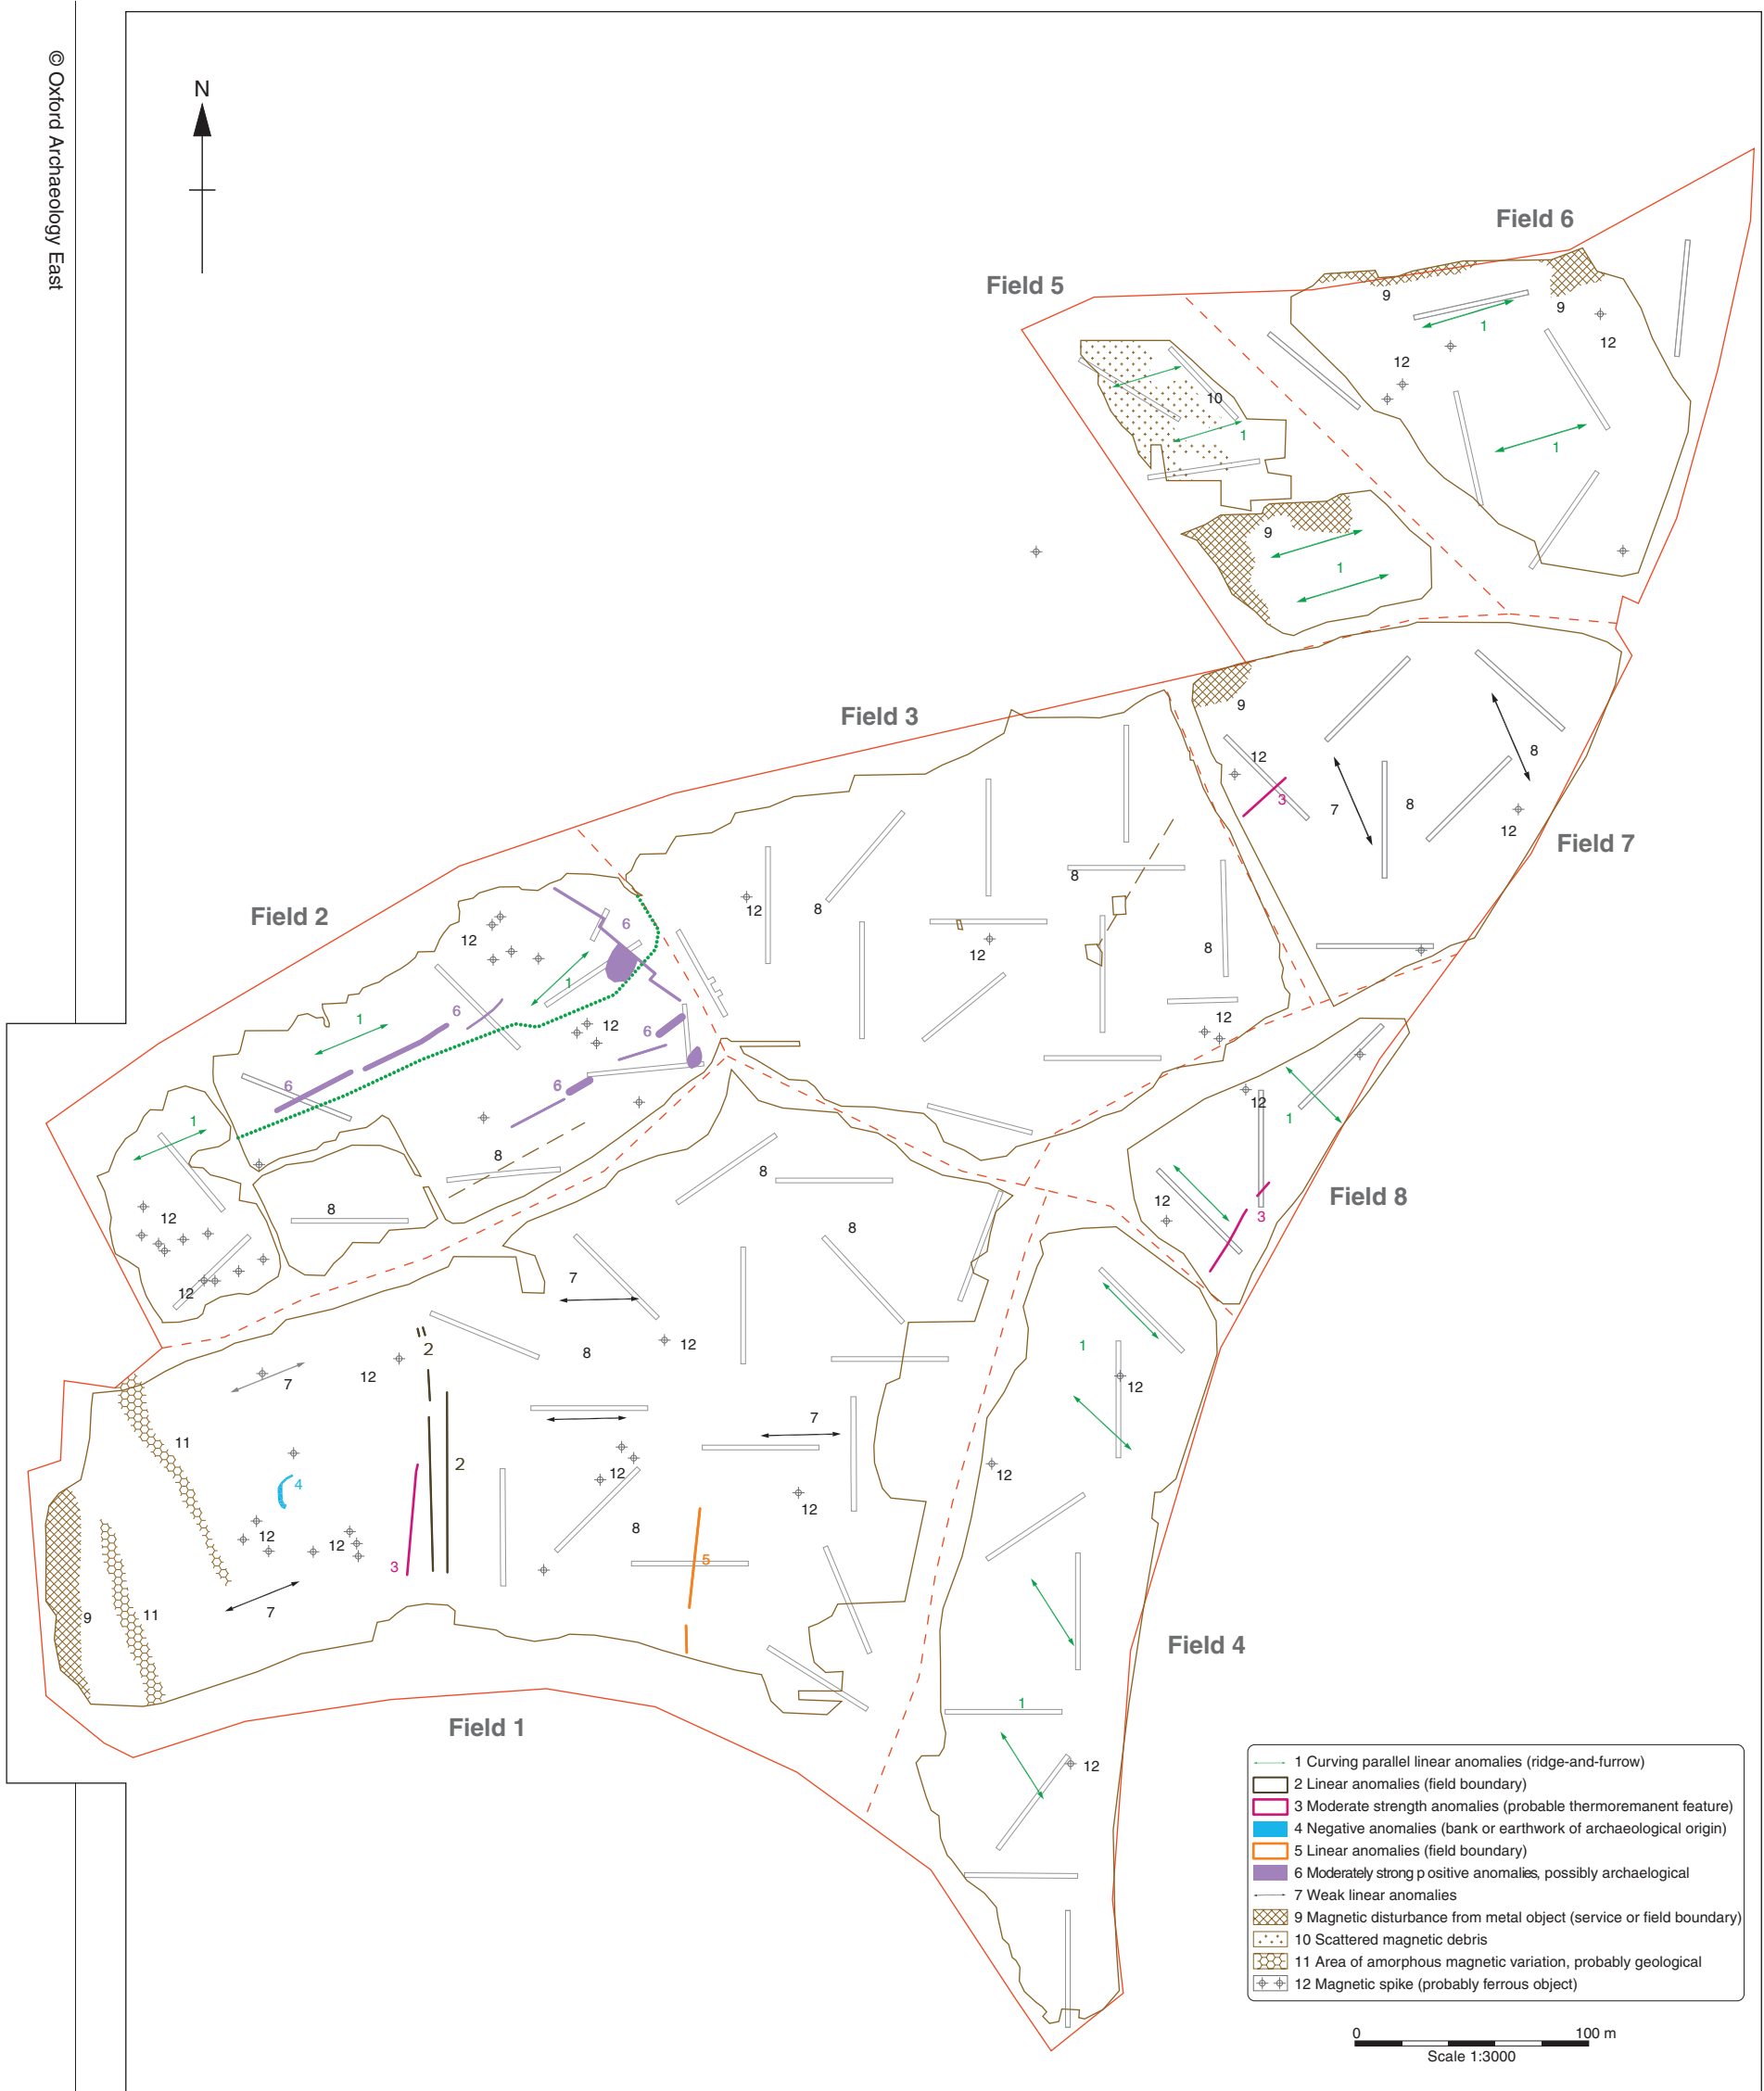 © Oxford Archaeology East
N
Field 6
Field 5
9
9
1
12
12
10
1
1
9
1
Field 3
9
12
8
3
7
8
12
Field 7
Field 2
6
12
8
8
12
12
8
1
1
6
6
12
12
6
6
1
12
1
8
8
8
12
3
Field 8
12
8
12
7
2
12
8
12
7
1
12
7
11
2
4
12
12
12
12
12
8
3
5
7
9
11
Field 4
1
Field 1
12
1 Curving parallel linear anomalies (ridge-and-furrow)
2 Linear anomalies (field boundary)
3 Moderate strength anomalies (probable thermoremanent feature)
4 Negative anomalies (bank or earthwork of archaeological origin)
5 Linear anomalies (field boundary)
6 Moderately strong p ositive anomalies, possibly archaelogical
7 Weak linear anomalies
9 Magnetic disturbance from metal object (service or field boundary)
10 Scattered magnetic debris
11 Area of amorphous magnetic variation, probably geological
12 Magnetic spike (probably ferrous object)
0 100 m
Scale 1:3000